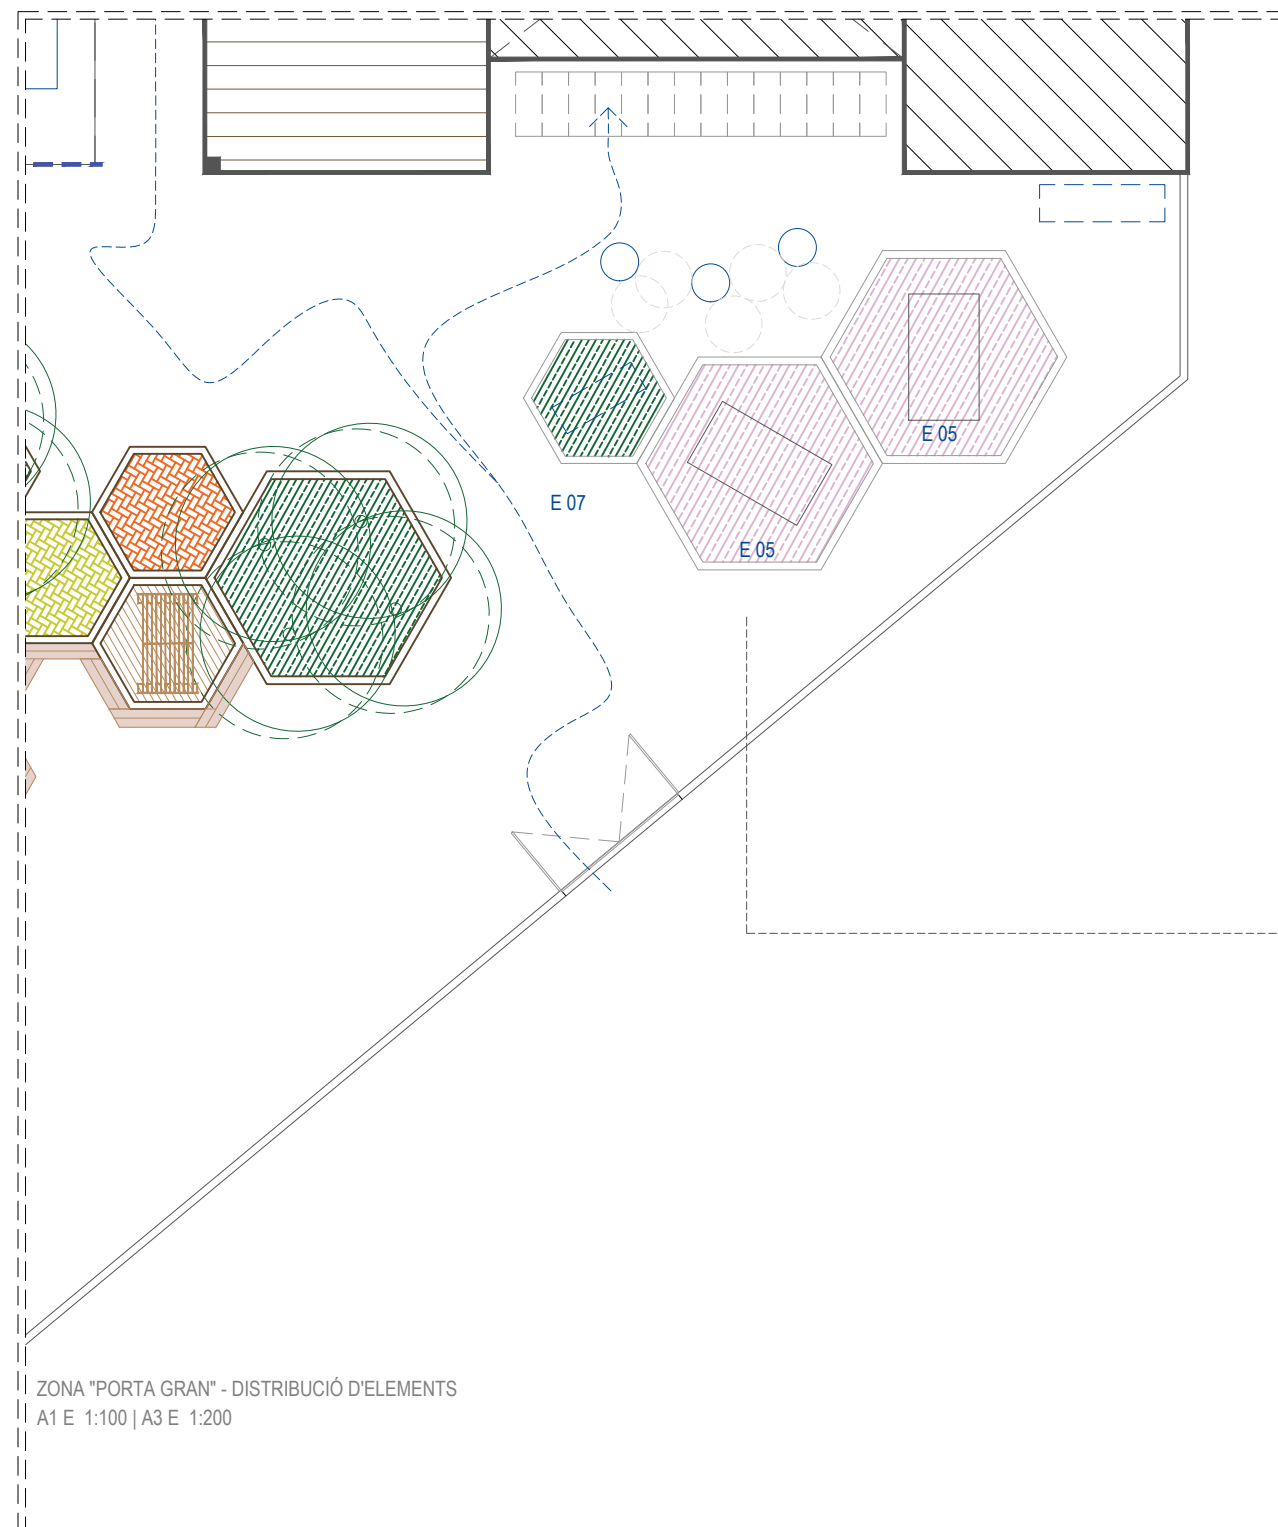 E 05
E 07
E 05
ZONA "PORTA GRAN" - DISTRIBUCIÓ D'ELEMENTS
A1 E 1:100 | A3 E 1:200